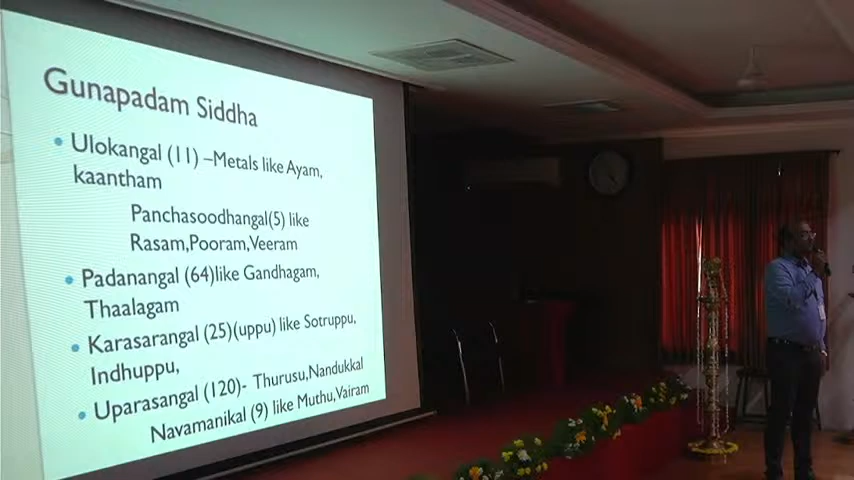 Gunapadam Siddha
• Ulokangal (11) –Metals like Ayam,
kaantham
Panchasoodhangal(5) like
Rasam,Pooram,Veeram
• Padanangal (64)like Gandhagam,
Thaalagam
• Karasarangal (25)(uppu) like Sotruppu,
Indhuppu,
• Uparasangal (120)- Thurusu,Nandukkal
Navamanikal (9) like Muthu,Vairam